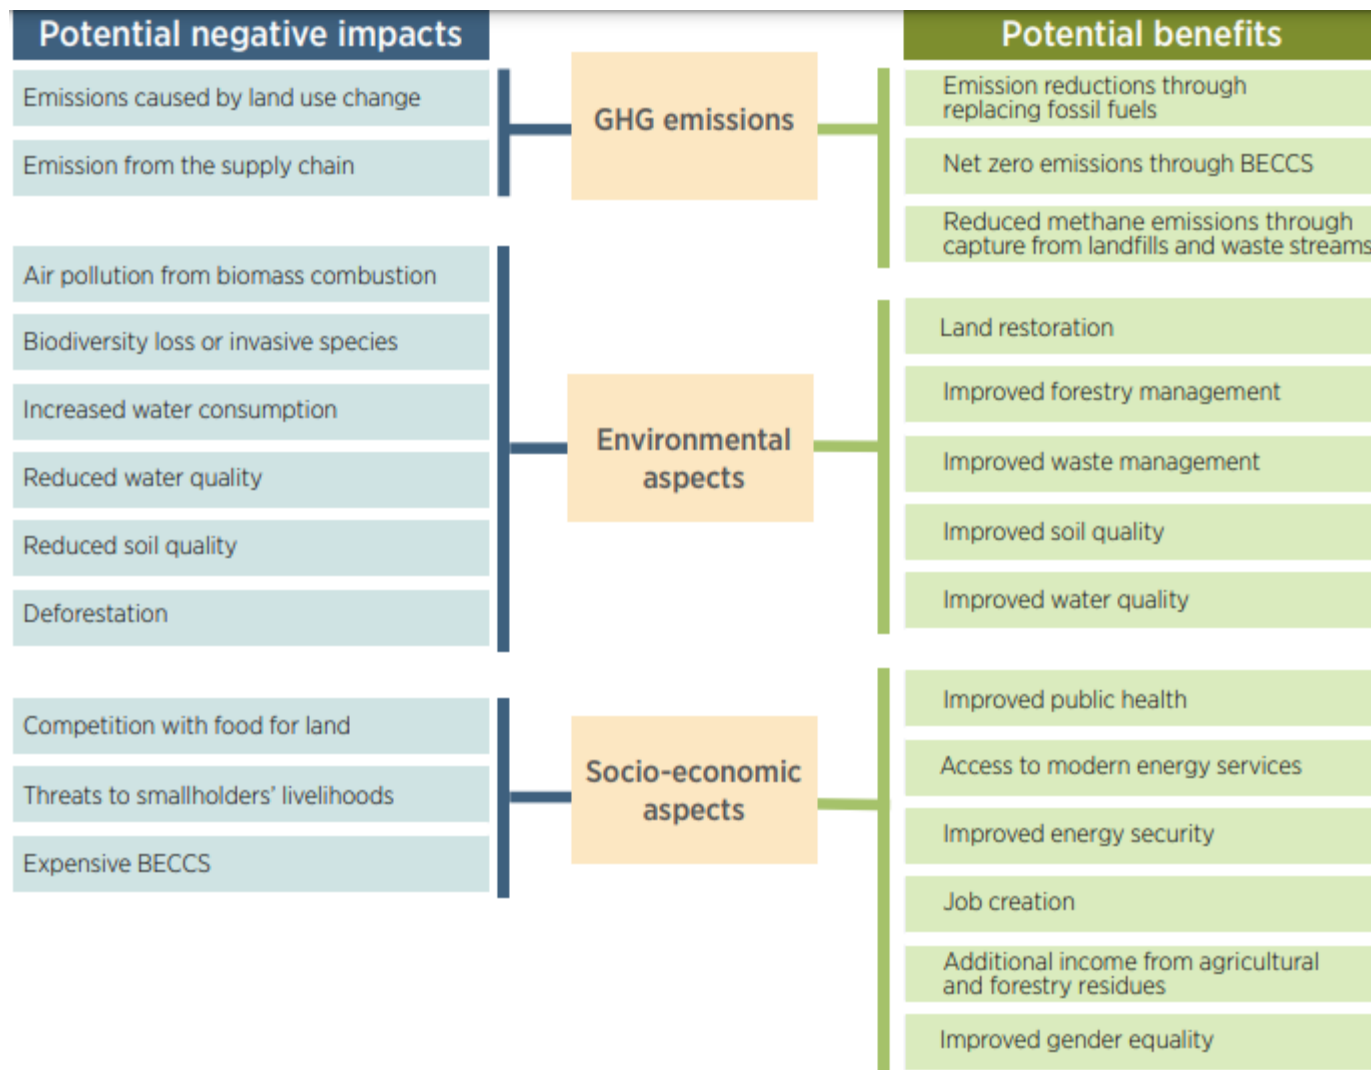 Potential negative impacts
Emissions caused by land use change
Emission from the supply chain
Air pollution from biomass combustion
Biodiversity loss or invasive species
Increased water consumption
Reduced water quality
Reduced soil quality
Deforestation
Competition with food for land
Threats to smallholders' livelihoods
Expensive BECCS
GHG emissions
Environmental
aspects
Socio-economic
aspects
Potential benefits
Emission reductions through
replacing fossil fuels
Net zero emissions through BECCS
Reduced methane emissions through
capture from landfills and waste streams
Land restoration
Improved forestry management
Improved waste management
Improved soil quality
Improved water quality
Improved public health
Access to modern energy services
Improved energy security
Job creation
Additional income from agricultural
and forestry residues
Improved gender equality